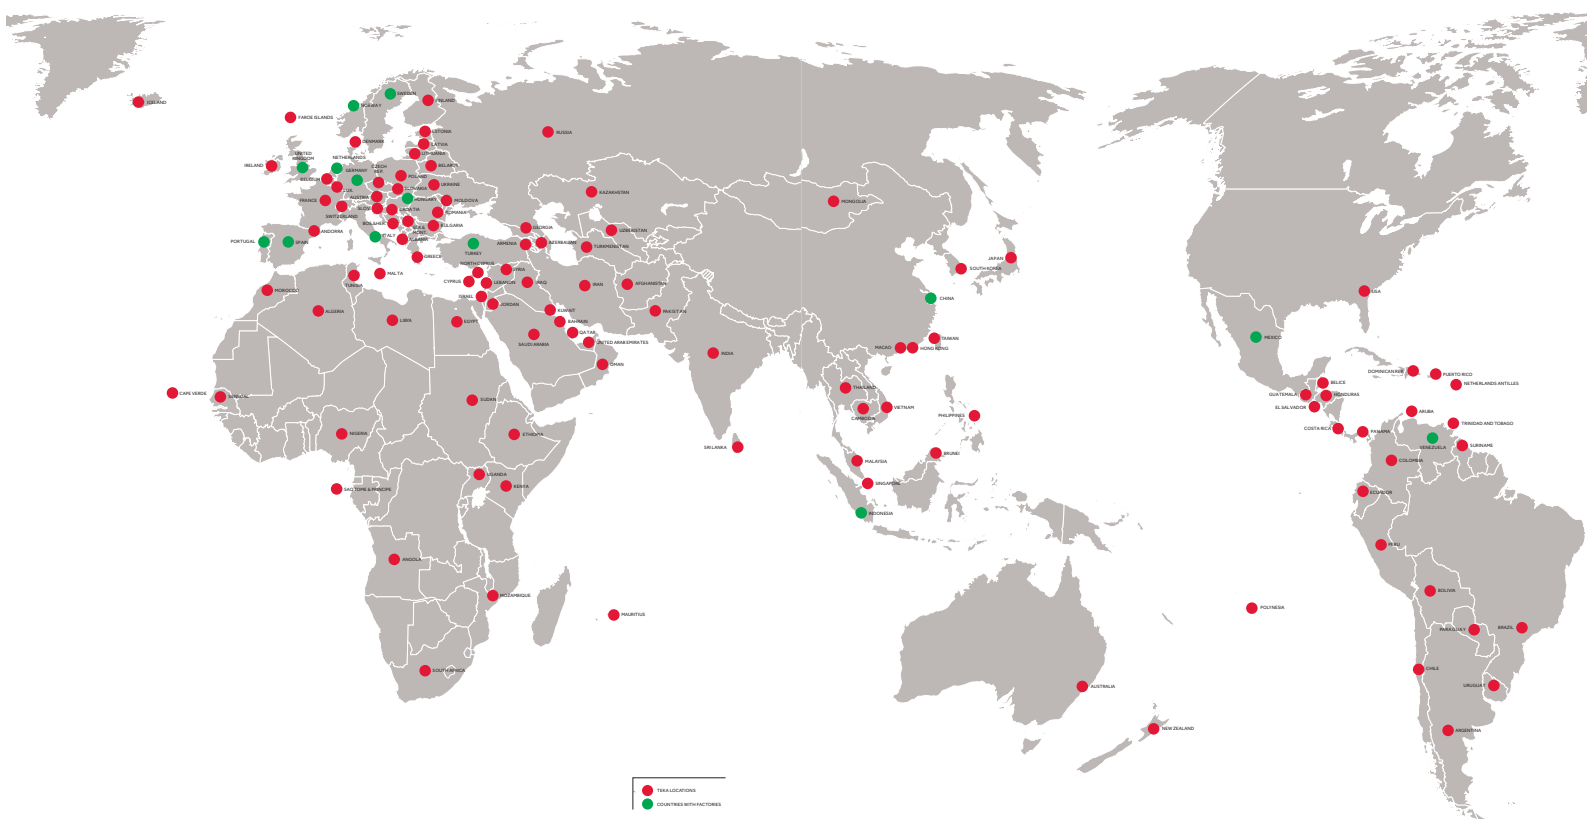 ICELAND
FAROE ISLANDS
NORWAY
SWEDEN
FINLAND
ESTONIA
LATVIA
LITHUANIA
DENMARK
RUSSIA
UNITED
KINGDOM
IRELAND
NETHERLANDS
GERMANY
BELGIUM
LUX.
CZECH
REP.
POLAND
BELARUS
SLOVAKIA
UKRAINE
FRANCE
AUSTRIA
HUNGARY
MOLDOVA
SWITZERLAND
CROATIA
ROMANIA
BULGARIA
ANDORRA
ITALY
ALBANIA
PORTUGAL
SPAIN
GREECE
TURKEY
GEORGIA
ARMENIA
AZERBAIJAN
KAZAKHSTAN
UZBEKISTAN
TURKMENISTAN
MONGOLIA
MALTA
TUNISIA
NORTH CYPRUS
CYPRUS
SYRIA
LEBANON
IRAQ
IRAN
AFGHANISTAN
ISRAEL
JORDAN
MOROCCO
ALGERIA
LIBYA
EGYPT
KUWAIT
BAHRAIN
QATAR
SAUDI ARABIA
UNITED ARAB EMIRATES
OMAN
PAKISTAN
INDIA
SRI LANKA
JAPAN
SOUTH KOREA
CHINA
TAIWAN
MACAO
HONG KONG
THAILAND
CAMBODIA
VIETNAM
PHILIPPINES
BRUNEI
MALAYSIA
SINGAPORE
INDONESIA
CAPE VERDE
SENEGAL
NIGERIA
SUDAN
ETHIOPIA
UGANDA
KENYA
SAO TOME & PRINCIPE
ANGOLA
MOZAMBIQUE
MAURITIUS
SOUTH AFRICA
AUSTRALIA
NEW ZEALAND
POLYNESIA
USA
MEXICO
DOMINICAN REP.
PUERTO RICO
NETHERLANDS ANTILLES
BELICE
GUATEMALA
HONDURAS
EL SALVADOR
ARUBA
COSTA RICA
PANAMA
TRINIDAD AND TOBAGO
VENEZUELA
SURINAME
COLOMBIA
ECUADOR
PERU
BOLIVIA
PARAGUAY
BRAZIL
CHILE
URUGUAY
ARGENTINA
TEKA LOCATIONS
COUNTRIES WITH FACTORIES